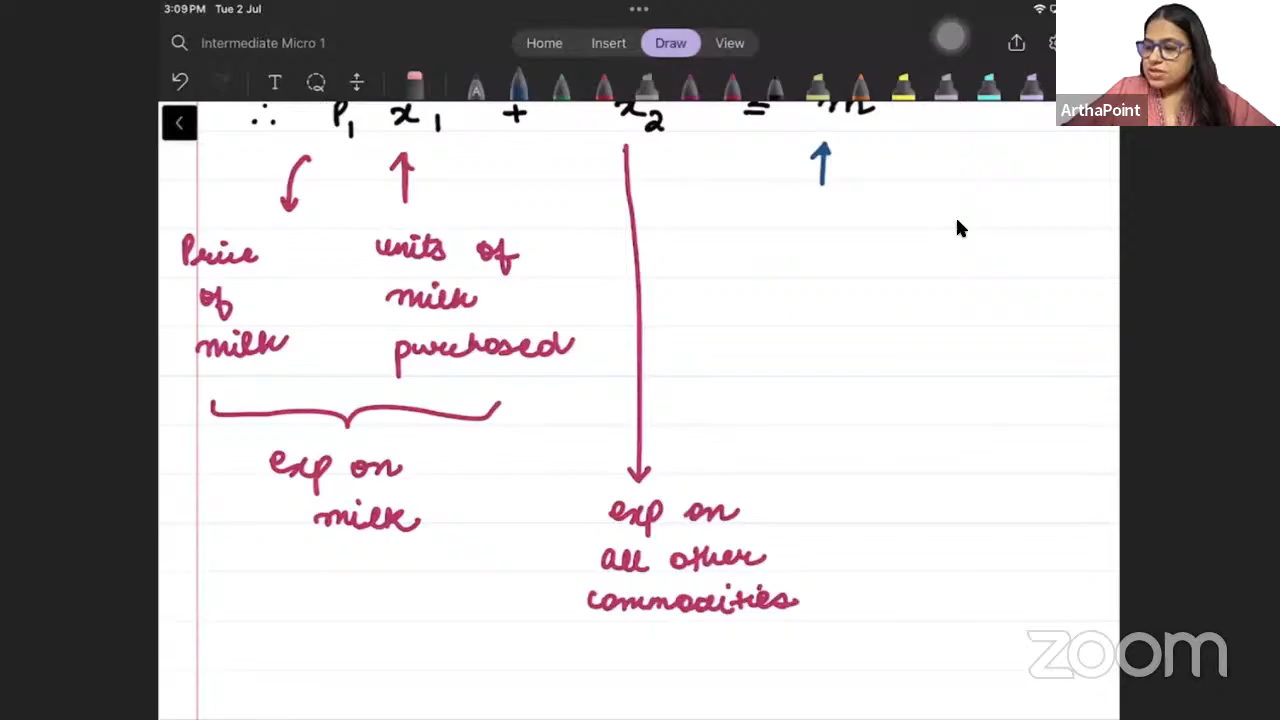 3:09 PM Tue 2 Jul
Intermediate Micro 1
Home Insert Draw View
T
A
ArthaPoint
∴ P₁ x₁ + x₂ = m
Price units of
of milk
milk purchased
exp on
milk
exp on
all other
commodities
zoom